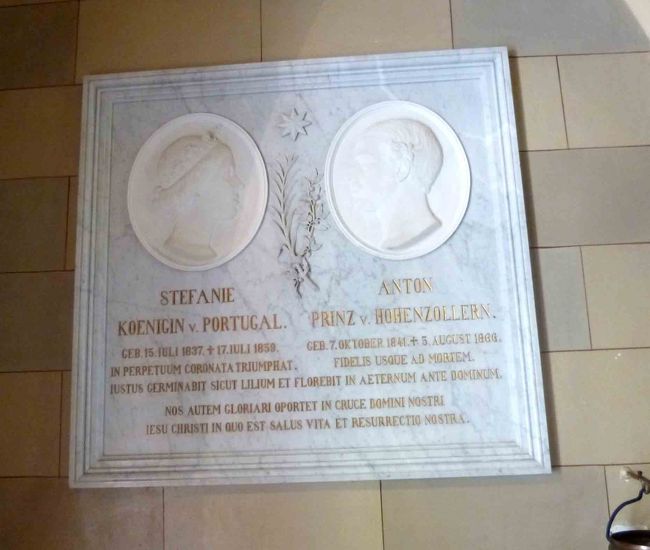 STEFANIE
KOENIGIN v. PORTUGAL.
GEB. 15. IULI 1837. ✝ 17. IULI 1859.
IN PERPETUUM CORONATA TRIUMPHAT.
ANTON
PRINZ v. HOHENZOLLERN.
GEB. 7. OKTOBER 1841. ✝ 5. AUGUST 1866.
FIDELIS USQUE AD MORTEM.
IUSTUS GERMINABIT SICUT LILIUM ET FLOREBIT IN AETERNUM ANTE DOMINUM.
NOS AUTEM GLORIARI OPORTET IN CRUCE DOMINI NOSTRI
IESU CHRISTI IN QUO EST SALUS VITA ET RESURRECTIO NOSTRA.